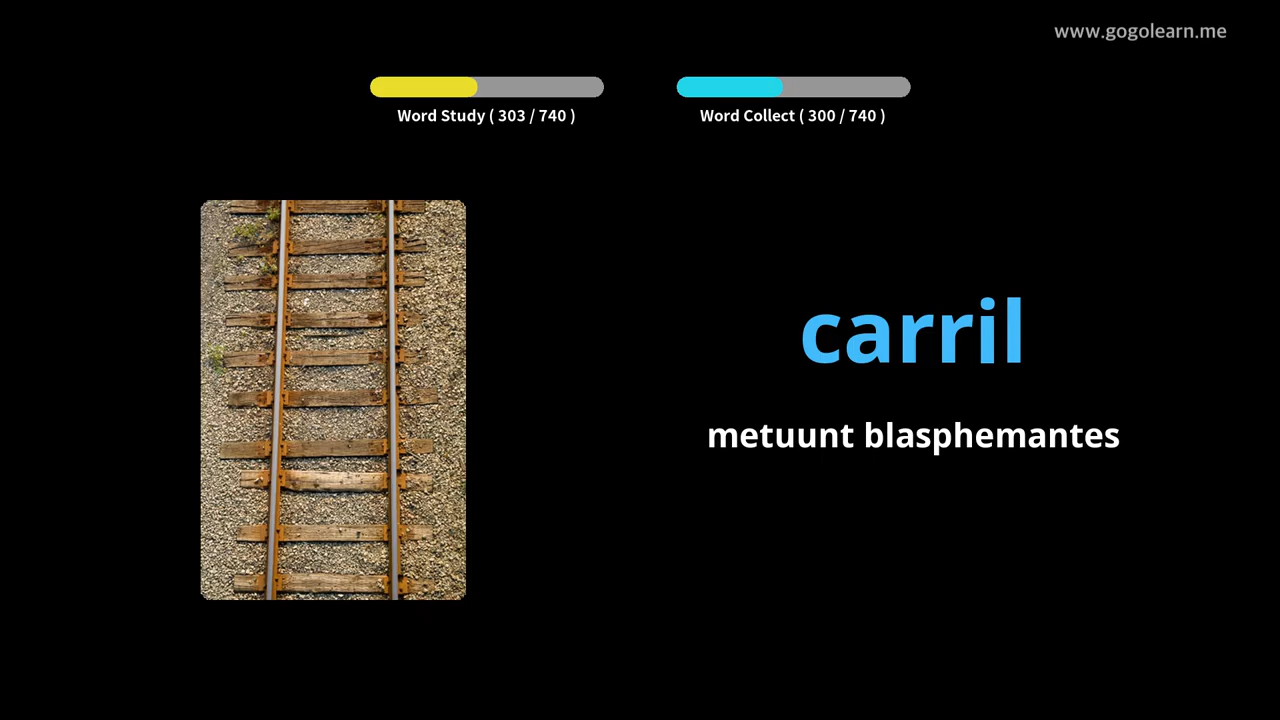 www.gogolearn.me
Word Study ( 303 / 740 )
Word Collect ( 300 / 740 )
carril
metuunt blasphemantes